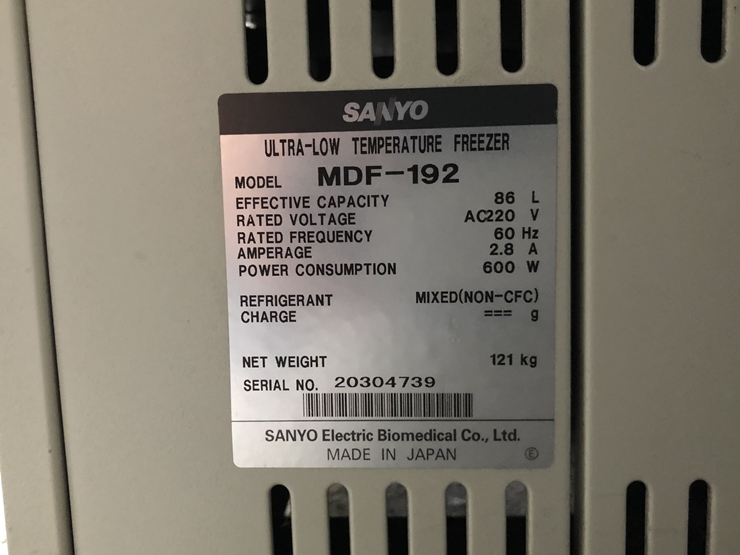 SANYO
ULTRA-LOW TEMPERATURE FREEZER
MODEL MDF-192
EFFECTIVE CAPACITY 86 L
RATED VOLTAGE AC220 V
RATED FREQUENCY 60 Hz
AMPERAGE 2.8 A
POWER CONSUMPTION 600 W
REFRIGERANT MIXED(NON-CFC)
CHARGE === g
NET WEIGHT 121 kg
SERIAL NO. 20304739
SANYO Electric Biomedical Co., Ltd.
MADE IN JAPAN Ⓔ